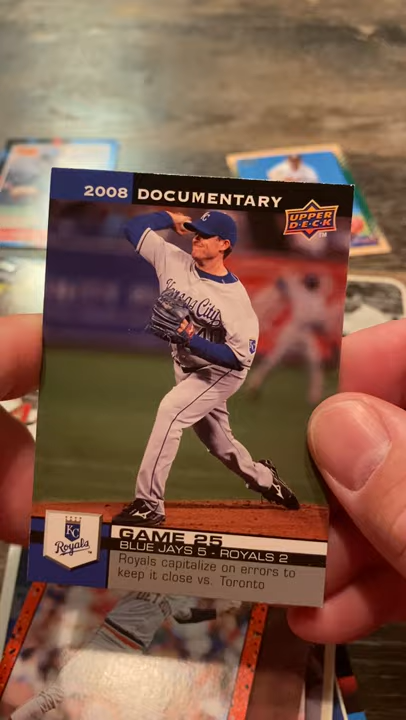 2008 DOCUMENTARY
UPPER
DECK
Kansas City
KC
KC
Royals
GAME 25
BLUE JAYS 5 - ROYALS 2
Royals capitalize on errors to
keep it close vs. Toronto